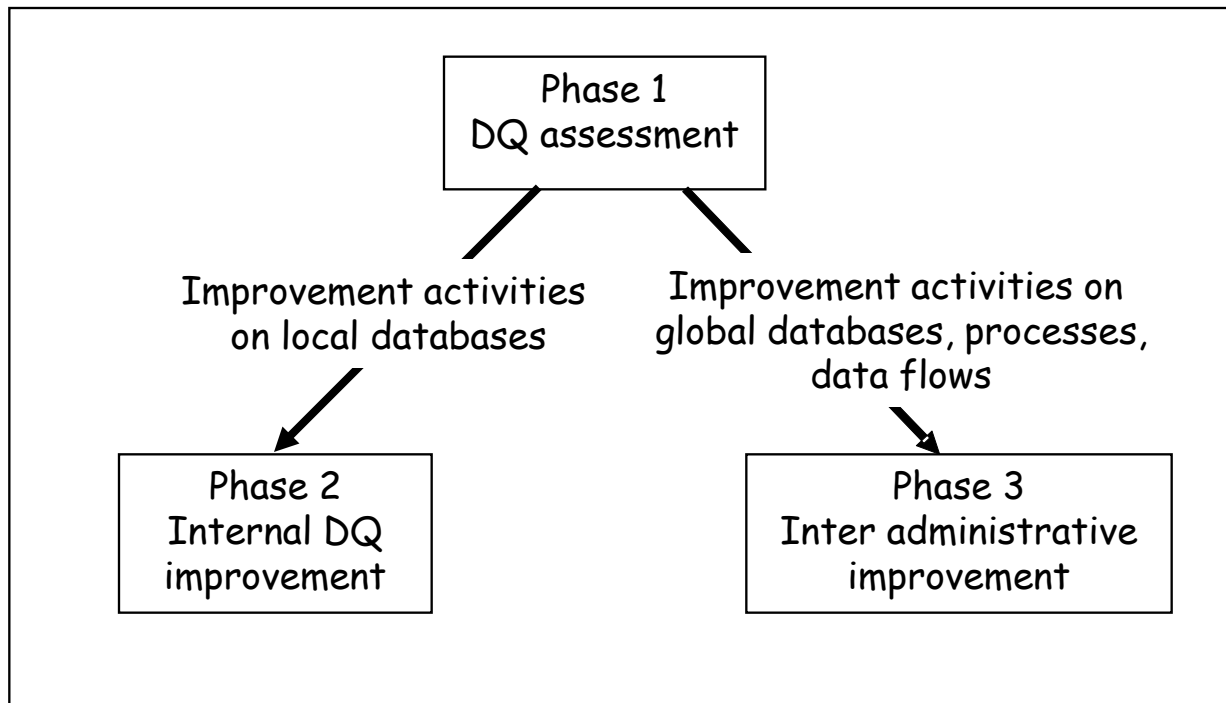 Phase 1
DQ assessment
Improvement activities
on local databases
Improvement activities on
global databases, processes,
data flows
Phase 2
Internal DQ
improvement
Phase 3
Inter administrative
improvement